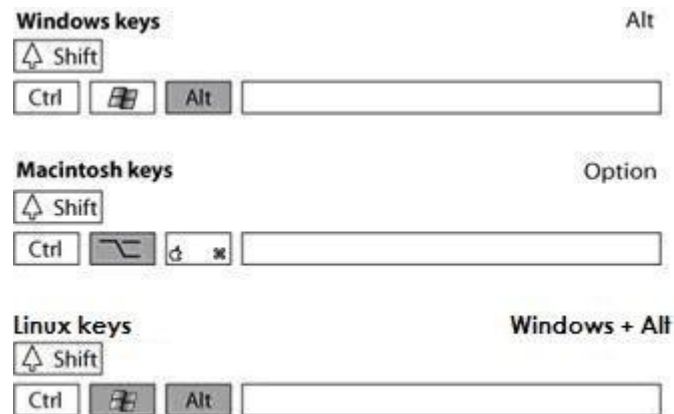 Windows keys Alt
Shift
Ctrl Alt
Macintosh keys Option
Shift
Ctrl ⌥ ⌘
Linux keys Windows + Alt
Shift
Ctrl Alt